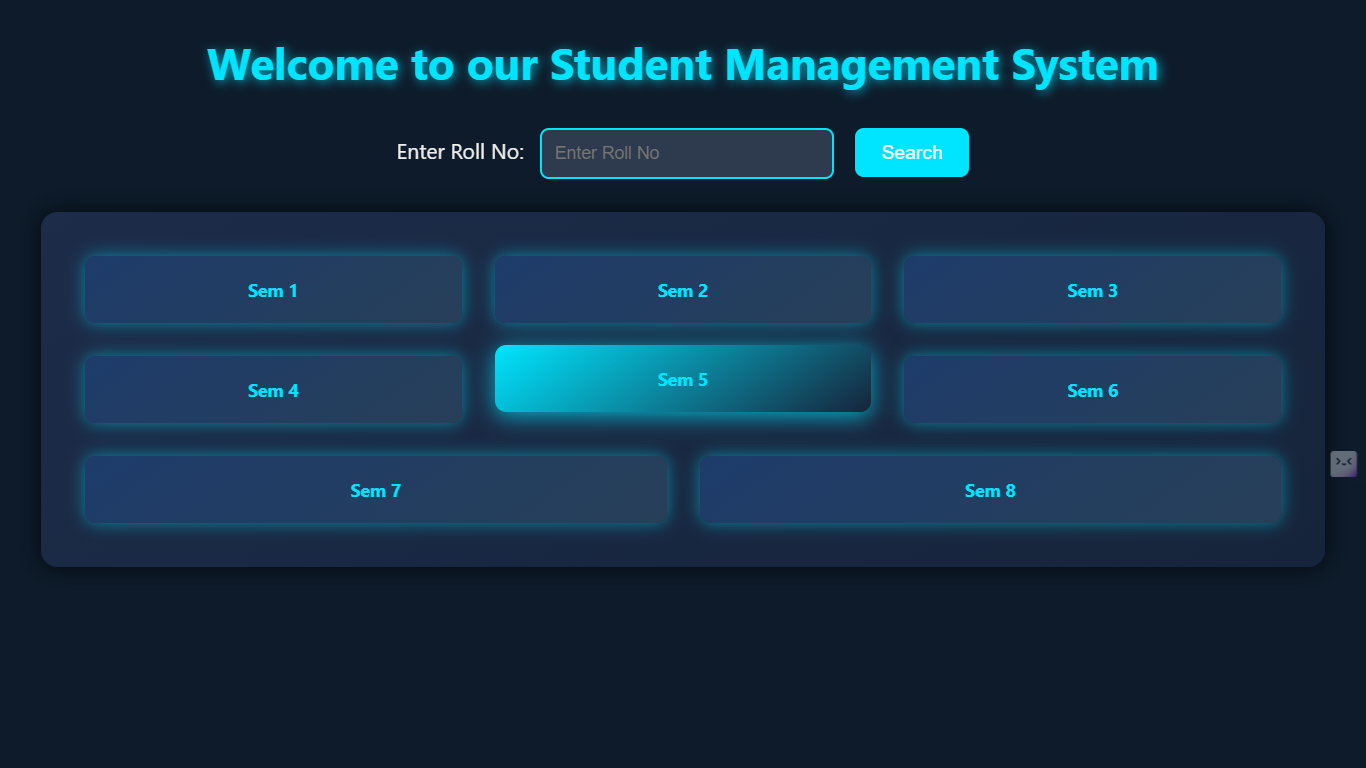 Welcome to our Student Management System
Enter Roll No: Enter Roll No Search
Sem 1 Sem 2 Sem 3
Sem 4 Sem 5 Sem 6
Sem 7 Sem 8